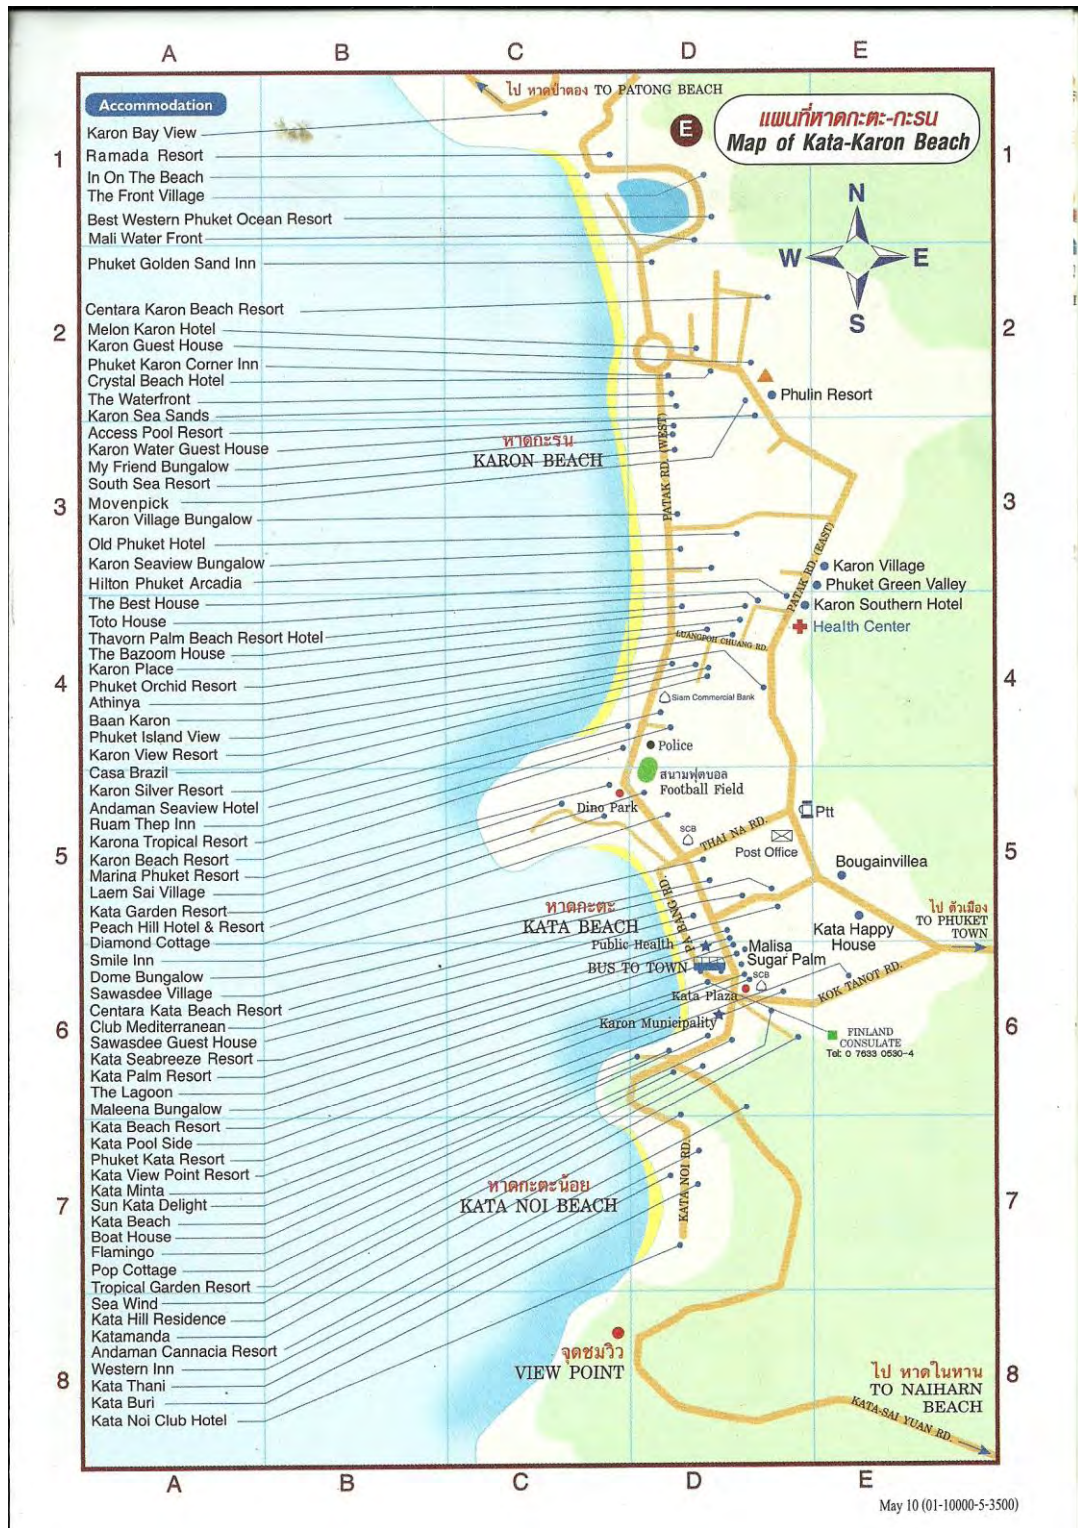 A B C D E
ไป หาดป่าตอง TO PATONG BEACH
E
แผนที่หาดกะตะ-กะรน
Map of Kata-Karon Beach
N
W E
S
Accommodation
Karon Bay View
Ramada Resort
In On The Beach
The Front Village
Best Western Phuket Ocean Resort
Mali Water Front
Phuket Golden Sand Inn
Centara Karon Beach Resort
Melon Karon Hotel
Karon Guest House
Phuket Karon Corner Inn
Crystal Beach Hotel
The Waterfront
Karon Sea Sands
Access Pool Resort
Karon Water Guest House
My Friend Bungalow
South Sea Resort
Movenpick
Karon Village Bungalow
Old Phuket Hotel
Karon Seaview Bungalow
Hilton Phuket Arcadia
The Best House
Toto House
Thavorn Palm Beach Resort Hotel
The Bazoom House
Karon Place
Phuket Orchid Resort
Athinya
Baan Karon
Phuket Island View
Karon View Resort
Casa Brazil
Karon Silver Resort
Andaman Seaview Hotel
Ruam Thep Inn
Karona Tropical Resort
Karon Beach Resort
Marina Phuket Resort
Laem Sai Village
Kata Garden Resort
Peach Hill Hotel & Resort
Diamond Cottage
Smile Inn
Dome Bungalow
Sawasdee Village
Centara Kata Beach Resort
Club Mediterranean
Sawasdee Guest House
Kata Seabreeze Resort
Kata Palm Resort
The Lagoon
Maleena Bungalow
Kata Beach Resort
Kata Pool Side
Phuket Kata Resort
Kata View Point Resort
Kata Minta
Sun Kata Delight
Kata Beach
Boat House
Flamingo
Pop Cottage
Tropical Garden Resort
Sea Wind
Kata Hill Residence
Katamanda
Andaman Cannacia Resort
Western Inn
Kata Thani
Kata Buri
Kata Noi Club Hotel
1 1
2 2
3 3
4 4
5 5
6 6
7 7
8 8
Phulin Resort
หาดกะรน
KARON BEACH
PATAK RD. (WEST)
PATAK RD. (EAST)
Karon Village
Phuket Green Valley
Karon Southern Hotel
Health Center
LUANGPOH CHUANG RD.
Siam Commercial Bank
Police
สนามฟุตบอล
Football Field
Dino Park
Ptt
THAI NA RD.
SCB
Post Office
Bougainvillea
หาดกะตะ
KATA BEACH
PA BANG RD.
Kata Happy
House
ไป ตัวเมือง
TO PHUKET
TOWN
Public Health
Malisa
Sugar Palm
BUS TO TOWN
SCB
Kata Plaza
KOK TANOT RD.
Karon Municipality
FINLAND
CONSULATE
Tel: 0 7633 0530-4
หาดกะตะน้อย
KATA NOI BEACH
KATA NOI RD.
จุดชมวิว
VIEW POINT
ไป หาดในหาน
TO NAIHARN
BEACH
KATA-SAI YUAN RD.
A B C D E
May 10 (01-10000-5-3500)